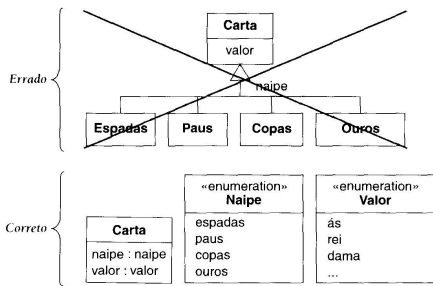 Carta
valor
Errado
naipe
Espadas Paus Copas Ouros
«enumeration»
Naipe
espadas
paus
copas
ouros
«enumeration»
Valor
ás
rei
dama
...
Correto
Carta
naipe : naipe
valor : valor